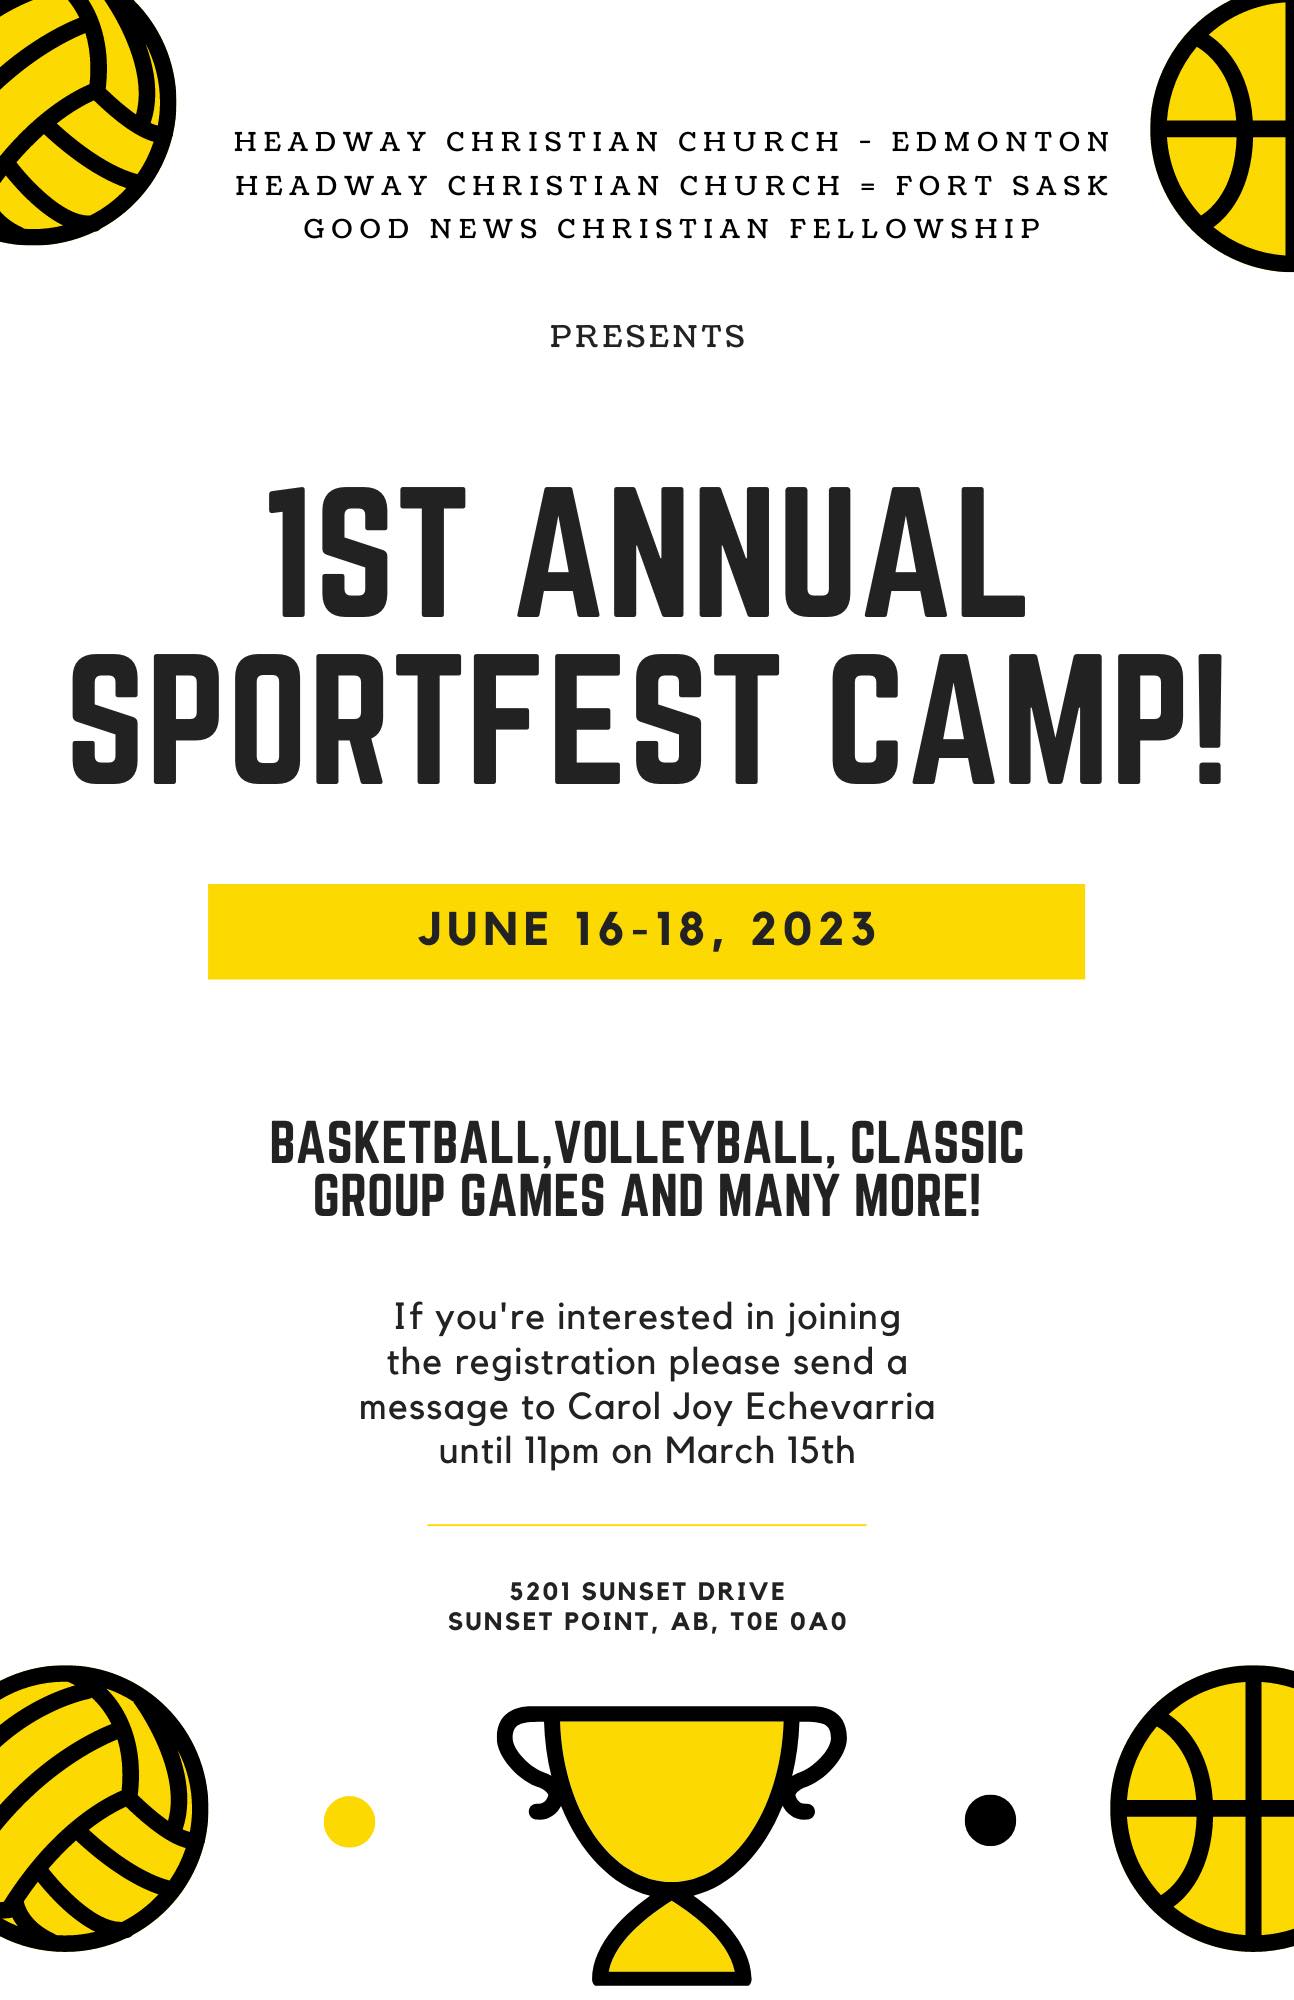 HEADWAY CHRISTIAN CHURCH - EDMONTON
HEADWAY CHRISTIAN CHURCH = FORT SASK
GOOD NEWS CHRISTIAN FELLOWSHIP
PRESENTS
1ST ANNUAL
SPORTFEST CAMP!
JUNE 16-18, 2023
BASKETBALL,VOLLEYBALL, CLASSIC
GROUP GAMES AND MANY MORE!
If you're interested in joining
the registration please send a
message to Carol Joy Echevarria
until 11pm on March 15th
5201 SUNSET DRIVE
SUNSET POINT, AB, T0E 0A0